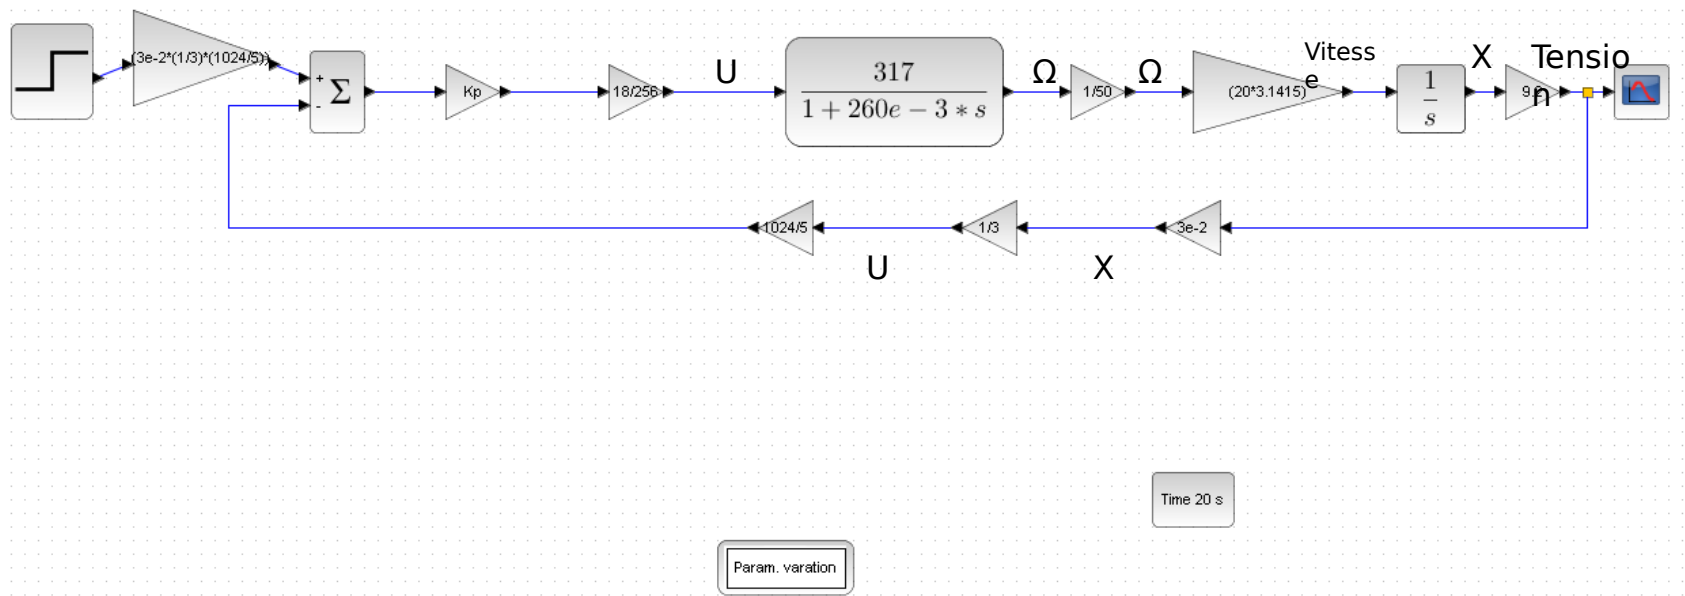 (3e-2*(1/3)*(1024/5))
+
-
Σ
Kp
18/256
U
317
1 + 260e − 3 * s
Ω
1/50
Ω
(20*3.1415)
Vitess
e
1
s
X
Tensio
n
1024/5
1/3
3e-2
U
X
Time 20 s
Param. varation